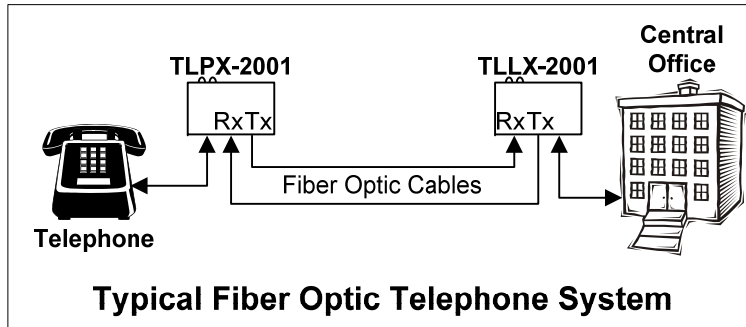 Central
Office
TLPX-2001
TLLX-2001
RxTx
RxTx
Fiber Optic Cables
Telephone
Typical Fiber Optic Telephone System